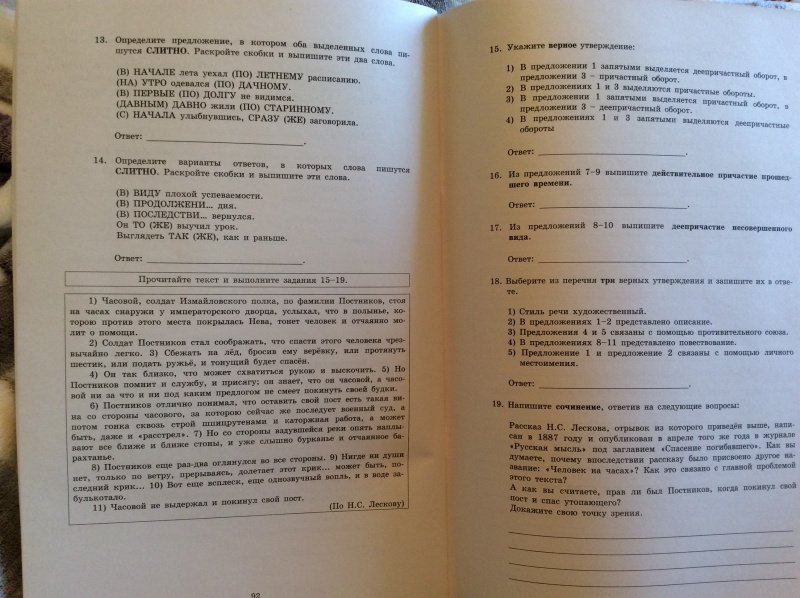 13. Определите предложение, в котором оба выделенных слова пи-
шутся СЛИТНО. Раскройте скобки и выпишите эти два слова.
(В) НАЧАЛЕ лета уехал (ПО) ЛЕТНЕМУ расписанию.
(НА) УТРО одевался (ПО) ДАЧНОМУ.
(В) ПЕРВЫЕ (ПО) ДОЛГУ не видимся.
(ДАВНЫМ) ДАВНО жили (ПО) СТАРИННОМУ.
(С) НАЧАЛА улыбнувшись, СРАЗУ (ЖЕ) заговорила.
Ответ:
14. Определите варианты ответов, в которых слова пишутся
СЛИТНО. Раскройте скобки и выпишите эти слова.
(В) ВИДУ плохой успеваемости.
(В) ПРОДОЛЖЕНИ... дня.
(В) ПОСЛЕДСТВИ... вернулся.
Он ТО (ЖЕ) выучил урок.
Выглядеть ТАК (ЖЕ), как и раньше.
Ответ:
Прочитайте текст и выполните задания 15–19.
1) Часовой, солдат Измайловского полка, по фамилии Постников, стоя
на часах снаружи у императорского дворца, услыхал, что в полынье, ко-
торою против этого места покрылась Нева, тонет человек и отчаянно мо-
лит о помощи.
2) Солдат Постников стал соображать, что спасти этого человека чрез-
вычайно легко. 3) Сбежать на лёд, бросив ему верёвку, или протянуть
шестик, или подать ружьё, и тонущий будет спасён.
4) Он так близко, что может схватиться рукою и выскочить. 5) Но
Постников помнит и службу, и присягу; он знает, что он часовой, а часо-
вой ни за что и ни под каким предлогом не смеет покинуть своей будки.
6) Постников отлично понимал, что оставить свой пост есть такая ви-
на со стороны часового, за которою сейчас же последует военный суд, а
потом гонка сквозь строй шпицрутенами и каторжная работа, а может
быть, даже и «расстрел». 7) Но со стороны вздувшейся реки опять наплы-
вают все ближе и ближе стоны, и уже слышно бурканье и отчаянное ба-
рахтанье.
8) Постников еще раз-два оглянулся во все стороны. 9) Нигде ни души
нет, только по ветру, прерываясь, долетает этот крик... может быть, по-
следний крик... 10) Вот еще всплеск, еще однозвучный вопль, и в воде за-
булькотало.
11) Часовой не выдержал и покинул свой пост. (По Н.С. Лескову)
92
15. Укажите верное утверждение:
1) В предложении 1 запятыми выделяется деепричастный оборот, в
предложении 3 – причастный оборот.
2) В предложениях 1 и 3 выделяются причастные обороты.
3) В предложении 1 запятыми выделяется причастный оборот, в
предложении 3 – деепричастный оборот.
4) В предложениях 1 и 3 запятыми выделяются деепричастные
обороты
Ответ:
16. Из предложений 7–9 выпишите действительное причастие прошед-
шего времени.
Ответ:
17. Из предложений 8–10 выпишите деепричастие несовершенного
вида.
Ответ:
18. Выберите из перечня три верных утверждения и запишите их в отве-
те.
1) Стиль речи художественный.
2) В предложениях 1–2 представлено описание.
3) Предложения 4 и 5 связаны с помощью противительного союза.
4) В предложениях 8–11 представлено повествование.
5) Предложение 1 и предложение 2 связаны с помощью личного
местоимения.
Ответ:
19. Напишите сочинение, ответив на следующие вопросы:
Рассказ Н.С. Лескова, отрывок из которого приведён выше, напи-
сан в 1887 году и опубликован в апреле того же года в журнале
«Русская мысль» под заглавием «Спасение погибавшего». Как вы
думаете, почему впоследствии рассказу было присвоено другое на-
звание: «Человек на часах»? Как это связано с главной проблемой
этого текста?
А как вы считаете, прав ли был Постников, когда покинул свой
пост и спас утопающего?
Докажите свою точку зрения.